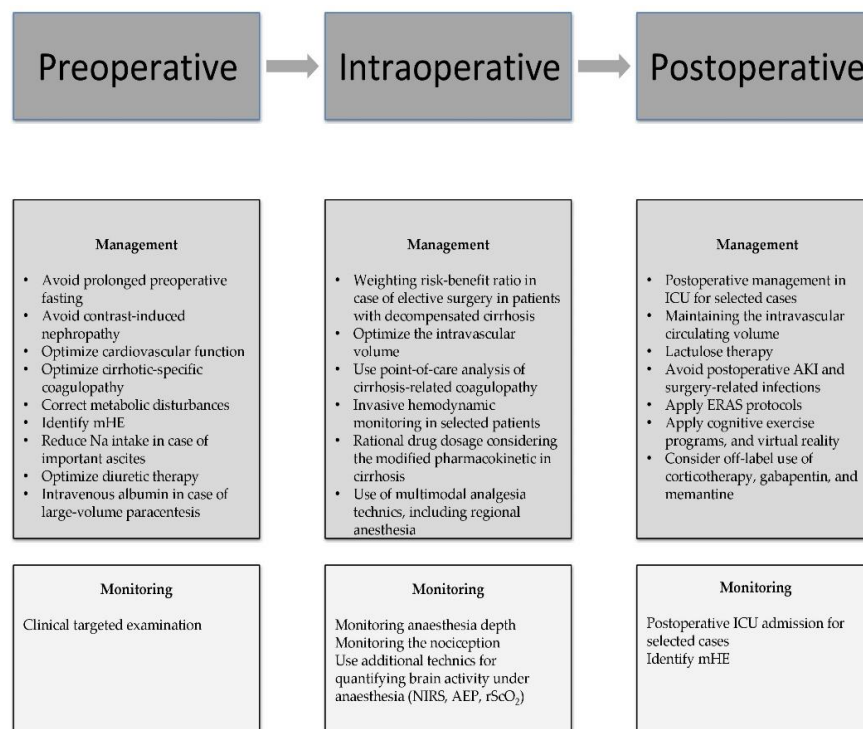 Preoperative
Intraoperative
Postoperative
Management
• Avoid prolonged preoperative
fasting
• Avoid contrast-induced
nephropathy
• Optimize cardiovascular function
• Optimize cirrhotic-specific
coagulopathy
• Correct metabolic disturbances
• Identify mHE
• Reduce Na intake in case of
important ascites
• Optimize diuretic therapy
• Intravenous albumin in case of
large-volume paracentesis
Management
• Weighting risk-benefit ratio in
case of elective surgery in patients
with decompensated cirrhosis
• Optimize the intravascular
volume
• Use point-of-care analysis of
cirrhosis-related coagulopathy
• Invasive hemodynamic
monitoring in selected patients
• Rational drug dosage considering
the modified pharmacokinetic in
cirrhosis
• Use of multimodal analgesia
technics, including regional
anesthesia
Management
• Postoperative management in
ICU for selected cases
• Maintaining the intravascular
circulating volume
• Lactulose therapy
• Avoid postoperative AKI and
surgery-related infections
• Apply ERAS protocols
• Apply cognitive exercise
programs, and virtual reality
• Consider off-label use of
corticotherapy, gabapentin, and
memantine
Monitoring
Clinical targeted examination
Monitoring
Monitoring anaesthesia depth
Monitoring the nociception
Use additional technics for
quantifying brain activity under
anaesthesia (NIRS, AEP, rScO₂)
Monitoring
Postoperative ICU admission for
selected cases
Identify mHE